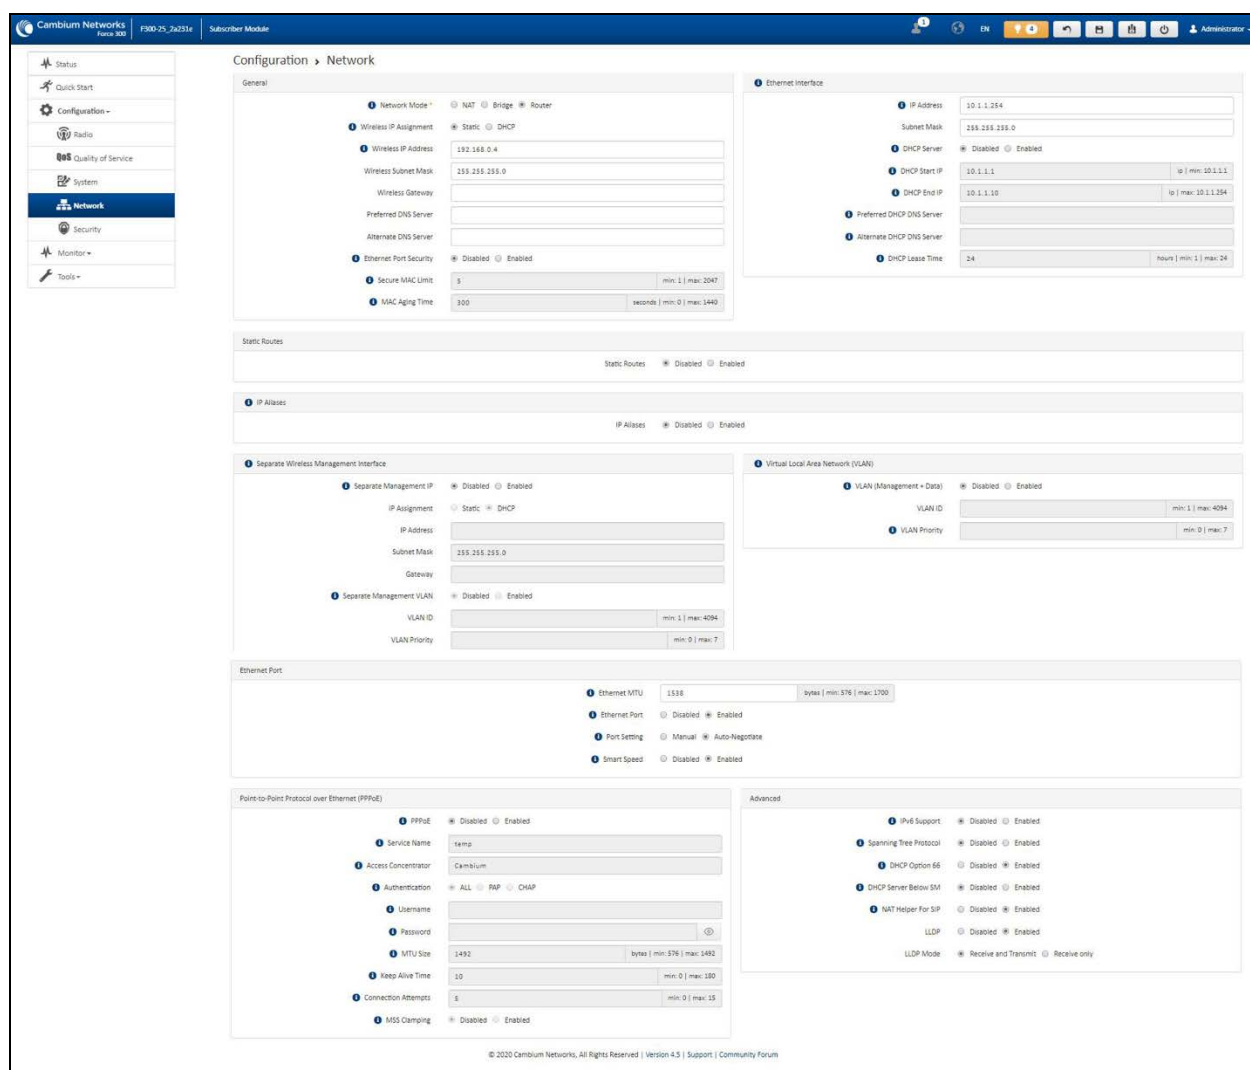 Cambium Networks
Force 300
F300-25_2a231e
Subscriber Module
1
EN
4
Administrator
Status
Quick Start
Configuration
Radio
QoS Quality of Service
System
Network
Security
Monitor
Tools
Configuration > Network
General
Network Mode * NAT Bridge Router
Wireless IP Assignment Static DHCP
Wireless IP Address 192.168.0.4
Wireless Subnet Mask 255.255.255.0
Wireless Gateway
Preferred DNS Server
Alternate DNS Server
Ethernet Port Security Disabled Enabled
Secure MAC Limit 5 min: 1 | max: 2047
MAC Aging Time 300 seconds | min: 0 | max: 1440
Ethernet Interface
IP Address 10.1.1.254
Subnet Mask 255.255.255.0
DHCP Server Disabled Enabled
DHCP Start IP 10.1.1.1 ip | min: 10.1.1.1
DHCP End IP 10.1.1.10 ip | max: 10.1.1.254
Preferred DHCP DNS Server
Alternate DHCP DNS Server
DHCP Lease Time 24 hours | min: 1 | max: 24
Static Routes
Static Routes Disabled Enabled
IP Aliases
IP Aliases Disabled Enabled
Separate Wireless Management Interface
Separate Management IP Disabled Enabled
IP Assignment Static DHCP
IP Address
Subnet Mask 255.255.255.0
Gateway
Separate Management VLAN Disabled Enabled
VLAN ID min: 1 | max: 4094
VLAN Priority min: 0 | max: 7
Virtual Local Area Network (VLAN)
VLAN (Management + Data) Disabled Enabled
VLAN ID min: 1 | max: 4094
VLAN Priority min: 0 | max: 7
Ethernet Port
Ethernet MTU 1538 bytes | min: 576 | max: 1700
Ethernet Port Disabled Enabled
Port Setting Manual Auto-Negotiate
Smart Speed Disabled Enabled
Point-to-Point Protocol over Ethernet (PPPoE)
PPPoE Disabled Enabled
Service Name temp
Access Concentrator Cambium
Authentication ALL PAP CHAP
Username
Password
MTU Size 1492 bytes | min: 576 | max: 1492
Keep Alive Time 10 min: 0 | max: 180
Connection Attempts 5 min: 0 | max: 15
MSS Clamping Disabled Enabled
Advanced
IPv6 Support Disabled Enabled
Spanning Tree Protocol Disabled Enabled
DHCP Option 66 Disabled Enabled
DHCP Server Below SM Disabled Enabled
NAT Helper For SIP Disabled Enabled
LLDP Disabled Enabled
LLDP Mode Receive and Transmit Receive only
© 2020 Cambium Networks, All Rights Reserved | Version 4.5 | Support | Community Forum